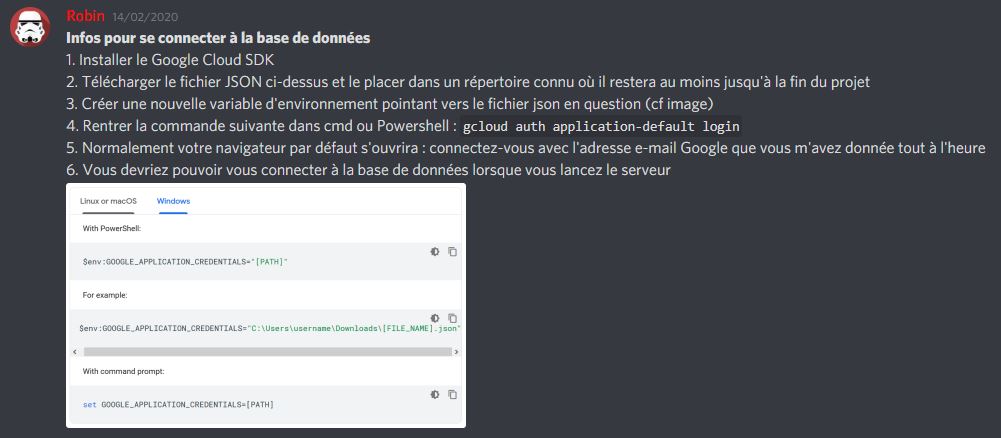 Robin 14/02/2020
Infos pour se connecter à la base de données
1. Installer le Google Cloud SDK
2. Télécharger le fichier JSON ci-dessus et le placer dans un répertoire connu où il restera au moins jusqu'à la fin du projet
3. Créer une nouvelle variable d'environnement pointant vers le fichier json en question (cf image)
4. Rentrer la commande suivante dans cmd ou Powershell : gcloud auth application-default login
5. Normalement votre navigateur par défaut s'ouvrira : connectez-vous avec l'adresse e-mail Google que vous m'avez donnée tout à l'heure
6. Vous devriez pouvoir vous connecter à la base de données lorsque vous lancez le serveur
Linux or macOS Windows
With PowerShell:
$env:GOOGLE_APPLICATION_CREDENTIALS="[PATH]"
For example:
$env:GOOGLE_APPLICATION_CREDENTIALS="C:\Users\username\Downloads\[FILE_NAME].json"
With command prompt:
set GOOGLE_APPLICATION_CREDENTIALS=[PATH]